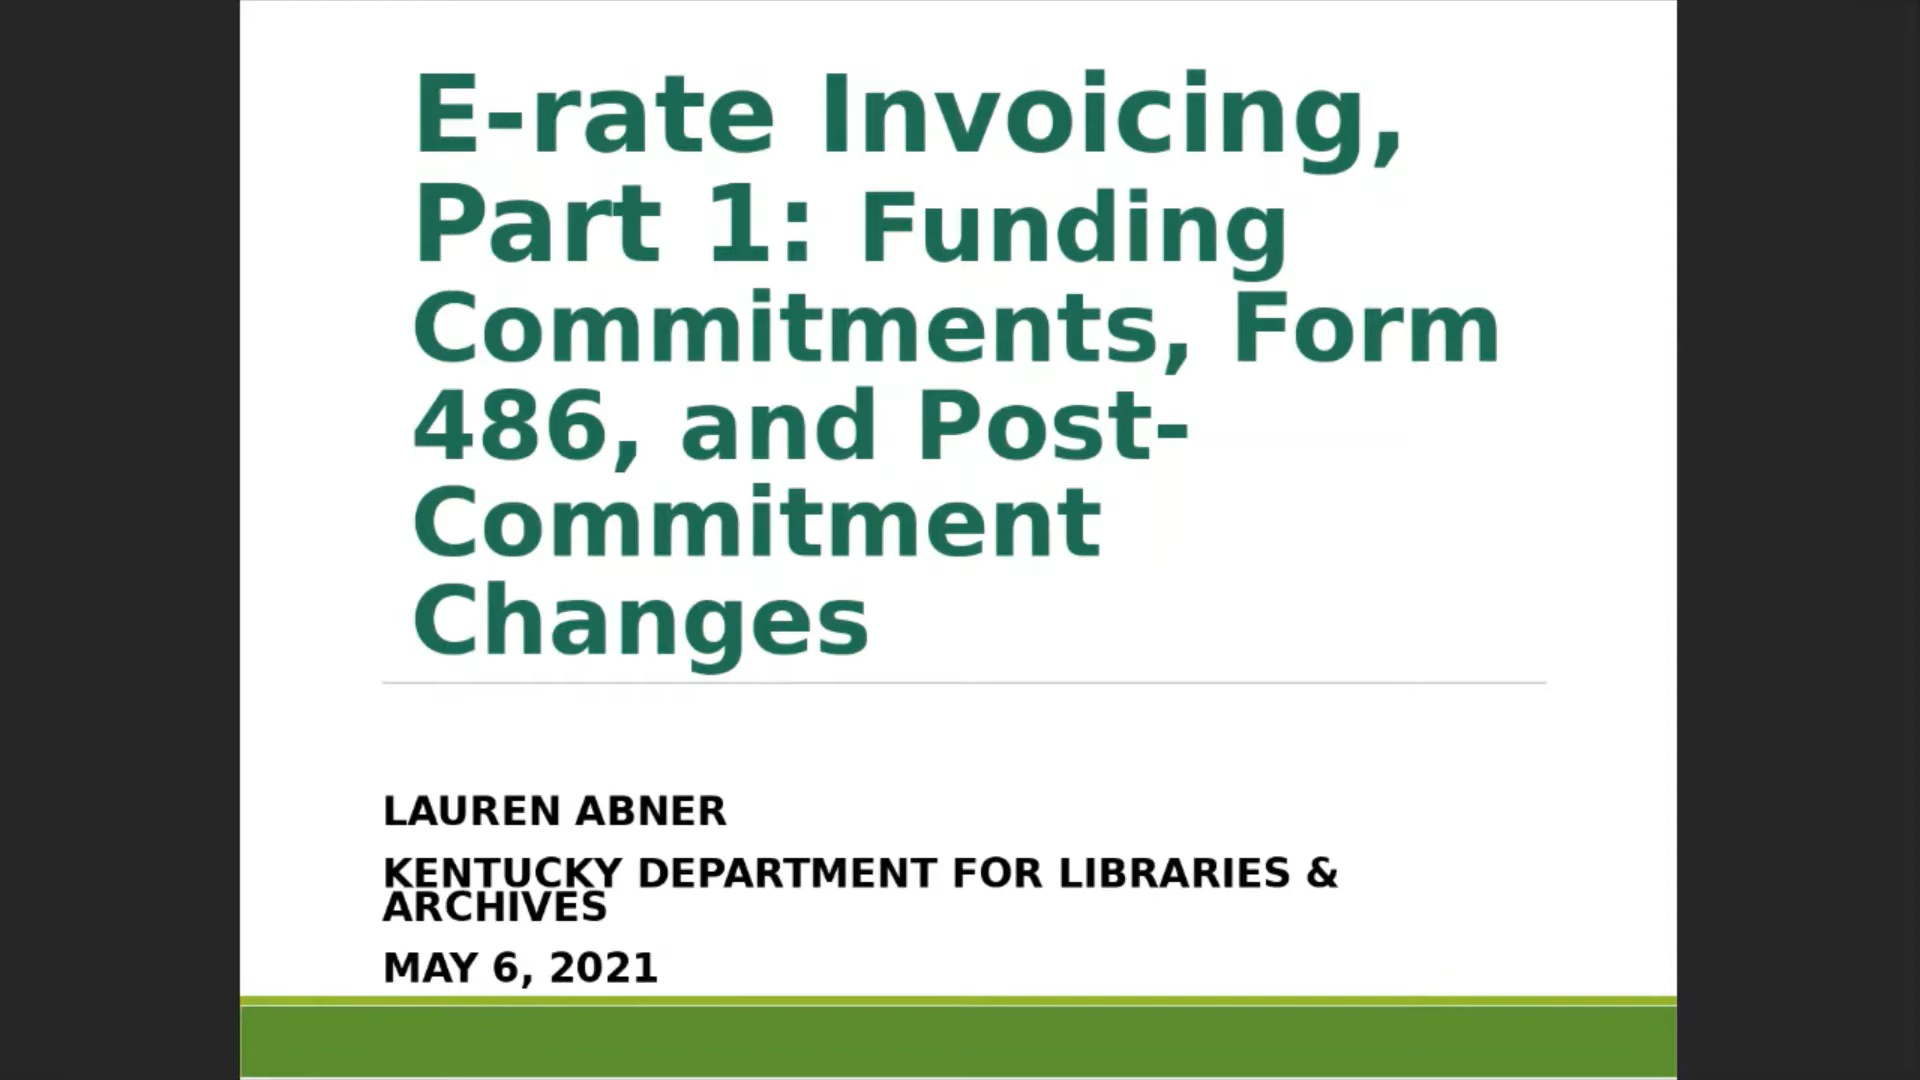 E-rate Invoicing,
Part 1: Funding
Commitments, Form
486, and Post-
Commitment
Changes
LAUREN ABNER
KENTUCKY DEPARTMENT FOR LIBRARIES &
ARCHIVES
MAY 6, 2021